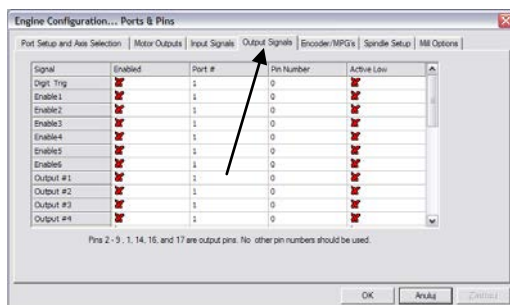 Engine Configuration... Ports & Pins
Port Setup and Axis Selection Motor Outputs Input Signals Output Signals Encoder/MPG's Spindle Setup Mill Options
Signal Enabled Port # Pin Number Active Low
Digit Trig 1 0
Enable1 1 0
Enable2 1 0
Enable3 1 0
Enable4 1 0
Enable5 1 0
Enable6 1 0
Output #1 1 0
Output #2 1 0
Output #3 1 0
Output #4 1 0
Pins 2 - 9 , 1, 14, 16, and 17 are output pins. No other pin numbers should be used.
OK Anuluj